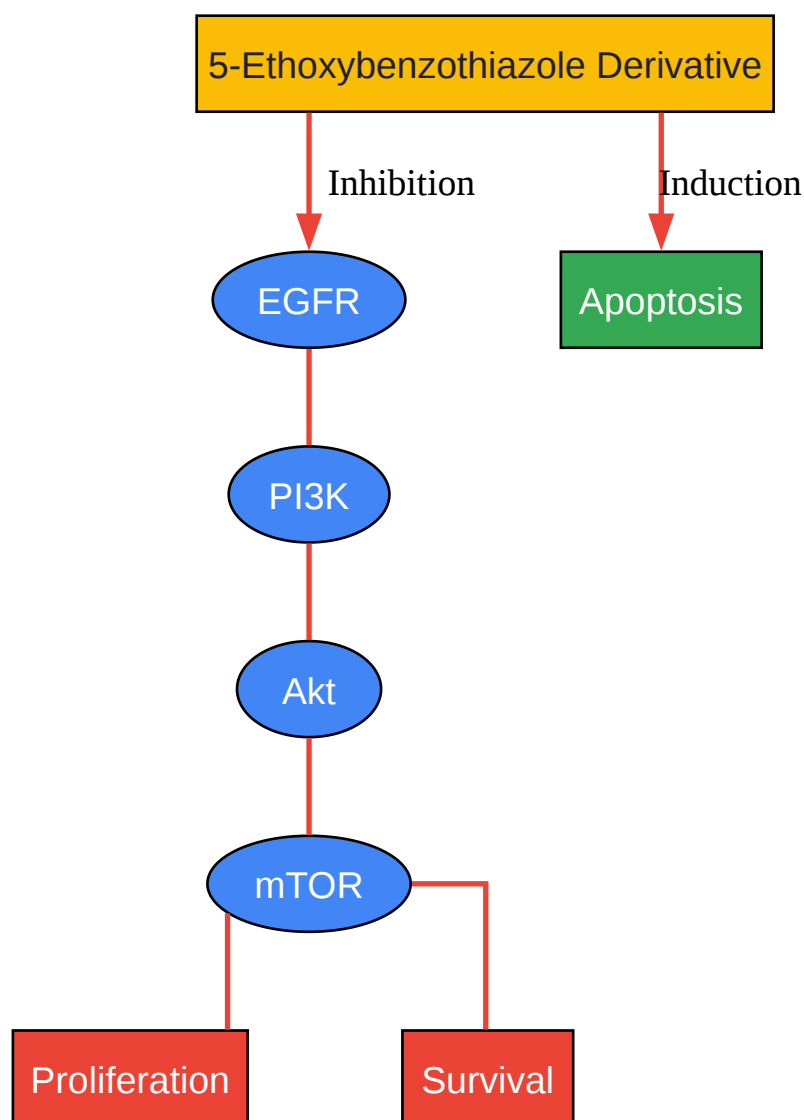 5-Ethoxybenzothiazole Derivative
Inhibition
Induction
EGFR
Apoptosis
PI3K
Akt
mTOR
Proliferation
Survival